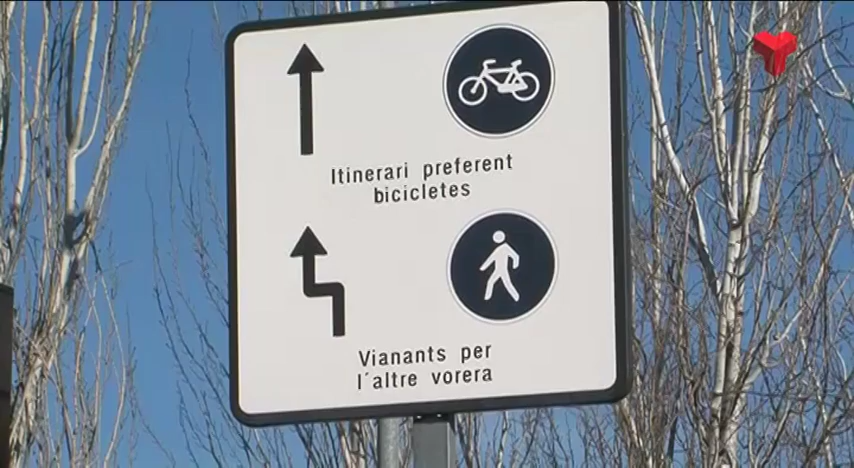 Itinerari preferent
bicicletes
Vianants per
l´altre vorera